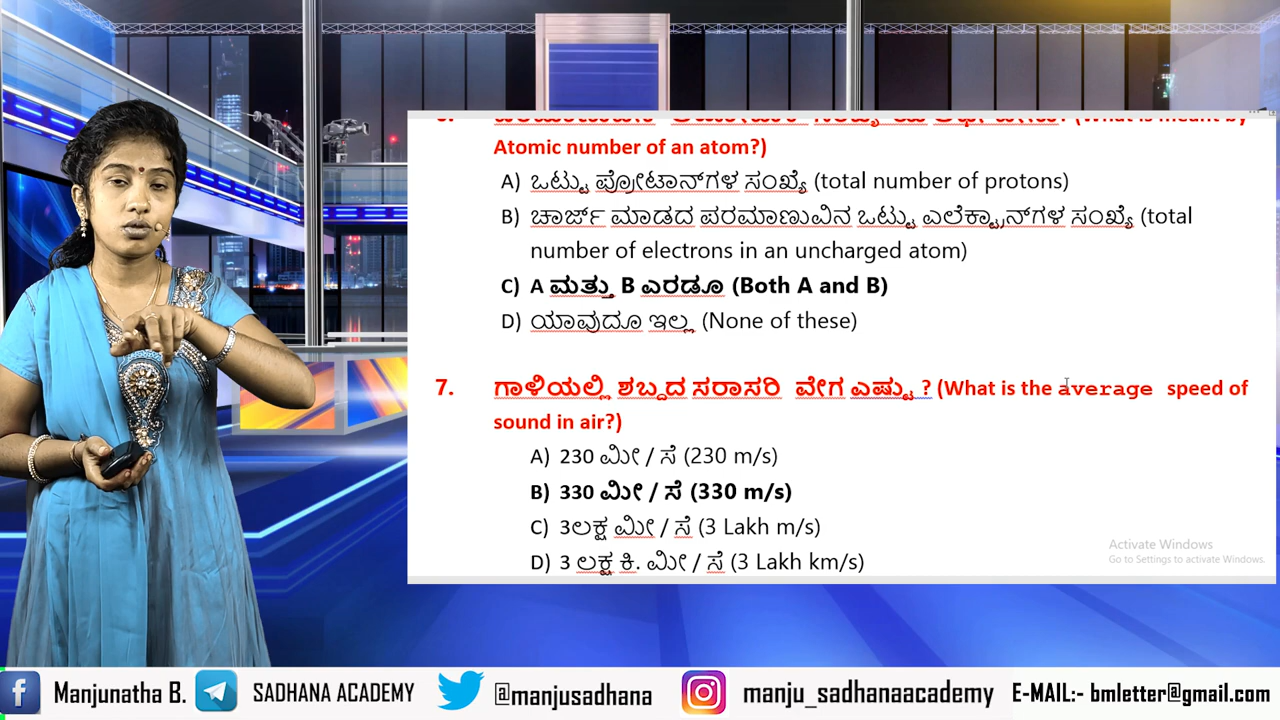 (What is meant by
Atomic number of an atom?)
A) ಒಟ್ಟು ಪ್ರೋಟಾನ್‌ಗಳ ಸಂಖ್ಯೆ (total number of protons)
B) ಚಾರ್ಜ್ ಮಾಡದ ಪರಮಾಣುವಿನ ಒಟ್ಟು ಎಲೆಕ್ಟ್ರಾನ್‌ಗಳ ಸಂಖ್ಯೆ (total
number of electrons in an uncharged atom)
C) A ಮತ್ತು B ಎರಡೂ (Both A and B)
D) ಯಾವುದೂ ಇಲ್ಲ (None of these)
7. ಗಾಳಿಯಲ್ಲಿ ಶಬ್ದದ ಸರಾಸರಿ ವೇಗ ಎಷ್ಟು ? (What is the average speed of
sound in air?)
A) 230 ಮೀ / ಸೆ (230 m/s)
B) 330 ಮೀ / ಸೆ (330 m/s)
C) 3ಲಕ್ಷ ಮೀ / ಸೆ (3 Lakh m/s)
D) 3 ಲಕ್ಷ ಕಿ. ಮೀ / ಸೆ (3 Lakh km/s)
Activate Windows
Go to Settings to activate Windows.
Manjunatha B. SADHANA ACADEMY @manjusadhana manju_sadhanaacademy E-MAIL:- bmletter@gmail.com